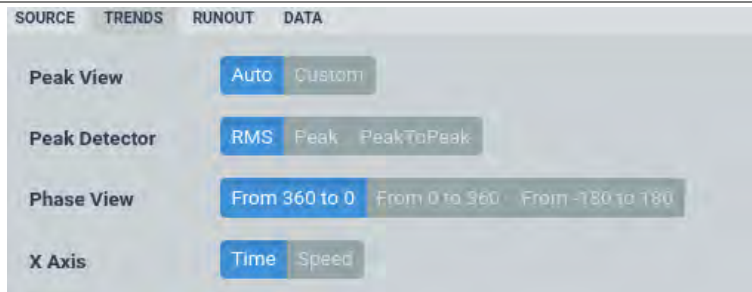 SOURCE TRENDS RUNOUT DATA
Peak View Auto Custom
Peak Detector RMS Peak PeakToPeak
Phase View From 360 to 0 From 0 to 360 From -180 to 180
X Axis Time Speed